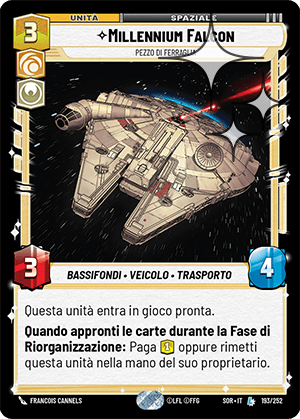 UNITÀ
SPAZIALE
3
MILLENNIUM FALCON
PEZZO DI FERRAGLIA
3
BASSIFONDI • VEICOLO • TRASPORTO
4
Questa unità entra in gioco pronta.
Quando appronti le carte durante la Fase di
Riorganizzazione: Paga 1 oppure rimetti
questa unità nella mano del suo proprietario.
FRANCOIS CANNELS
©LFL ©FFG
SOR • IT
193/252